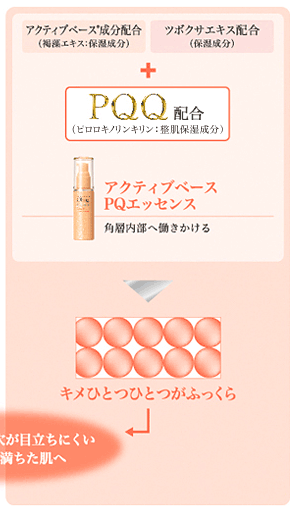 アクティブベース*成分配合
(褐藻エキス:保湿成分)
ツボクサエキス配合
(保湿成分)
+
PQQ配合
(ピロロキノリンキリン:整肌保湿成分)
アクティブベース
PQエッセンス
角層内部へ働きかける
キメひとつひとつがふっくら
が目立ちにくい
満ちた肌へ